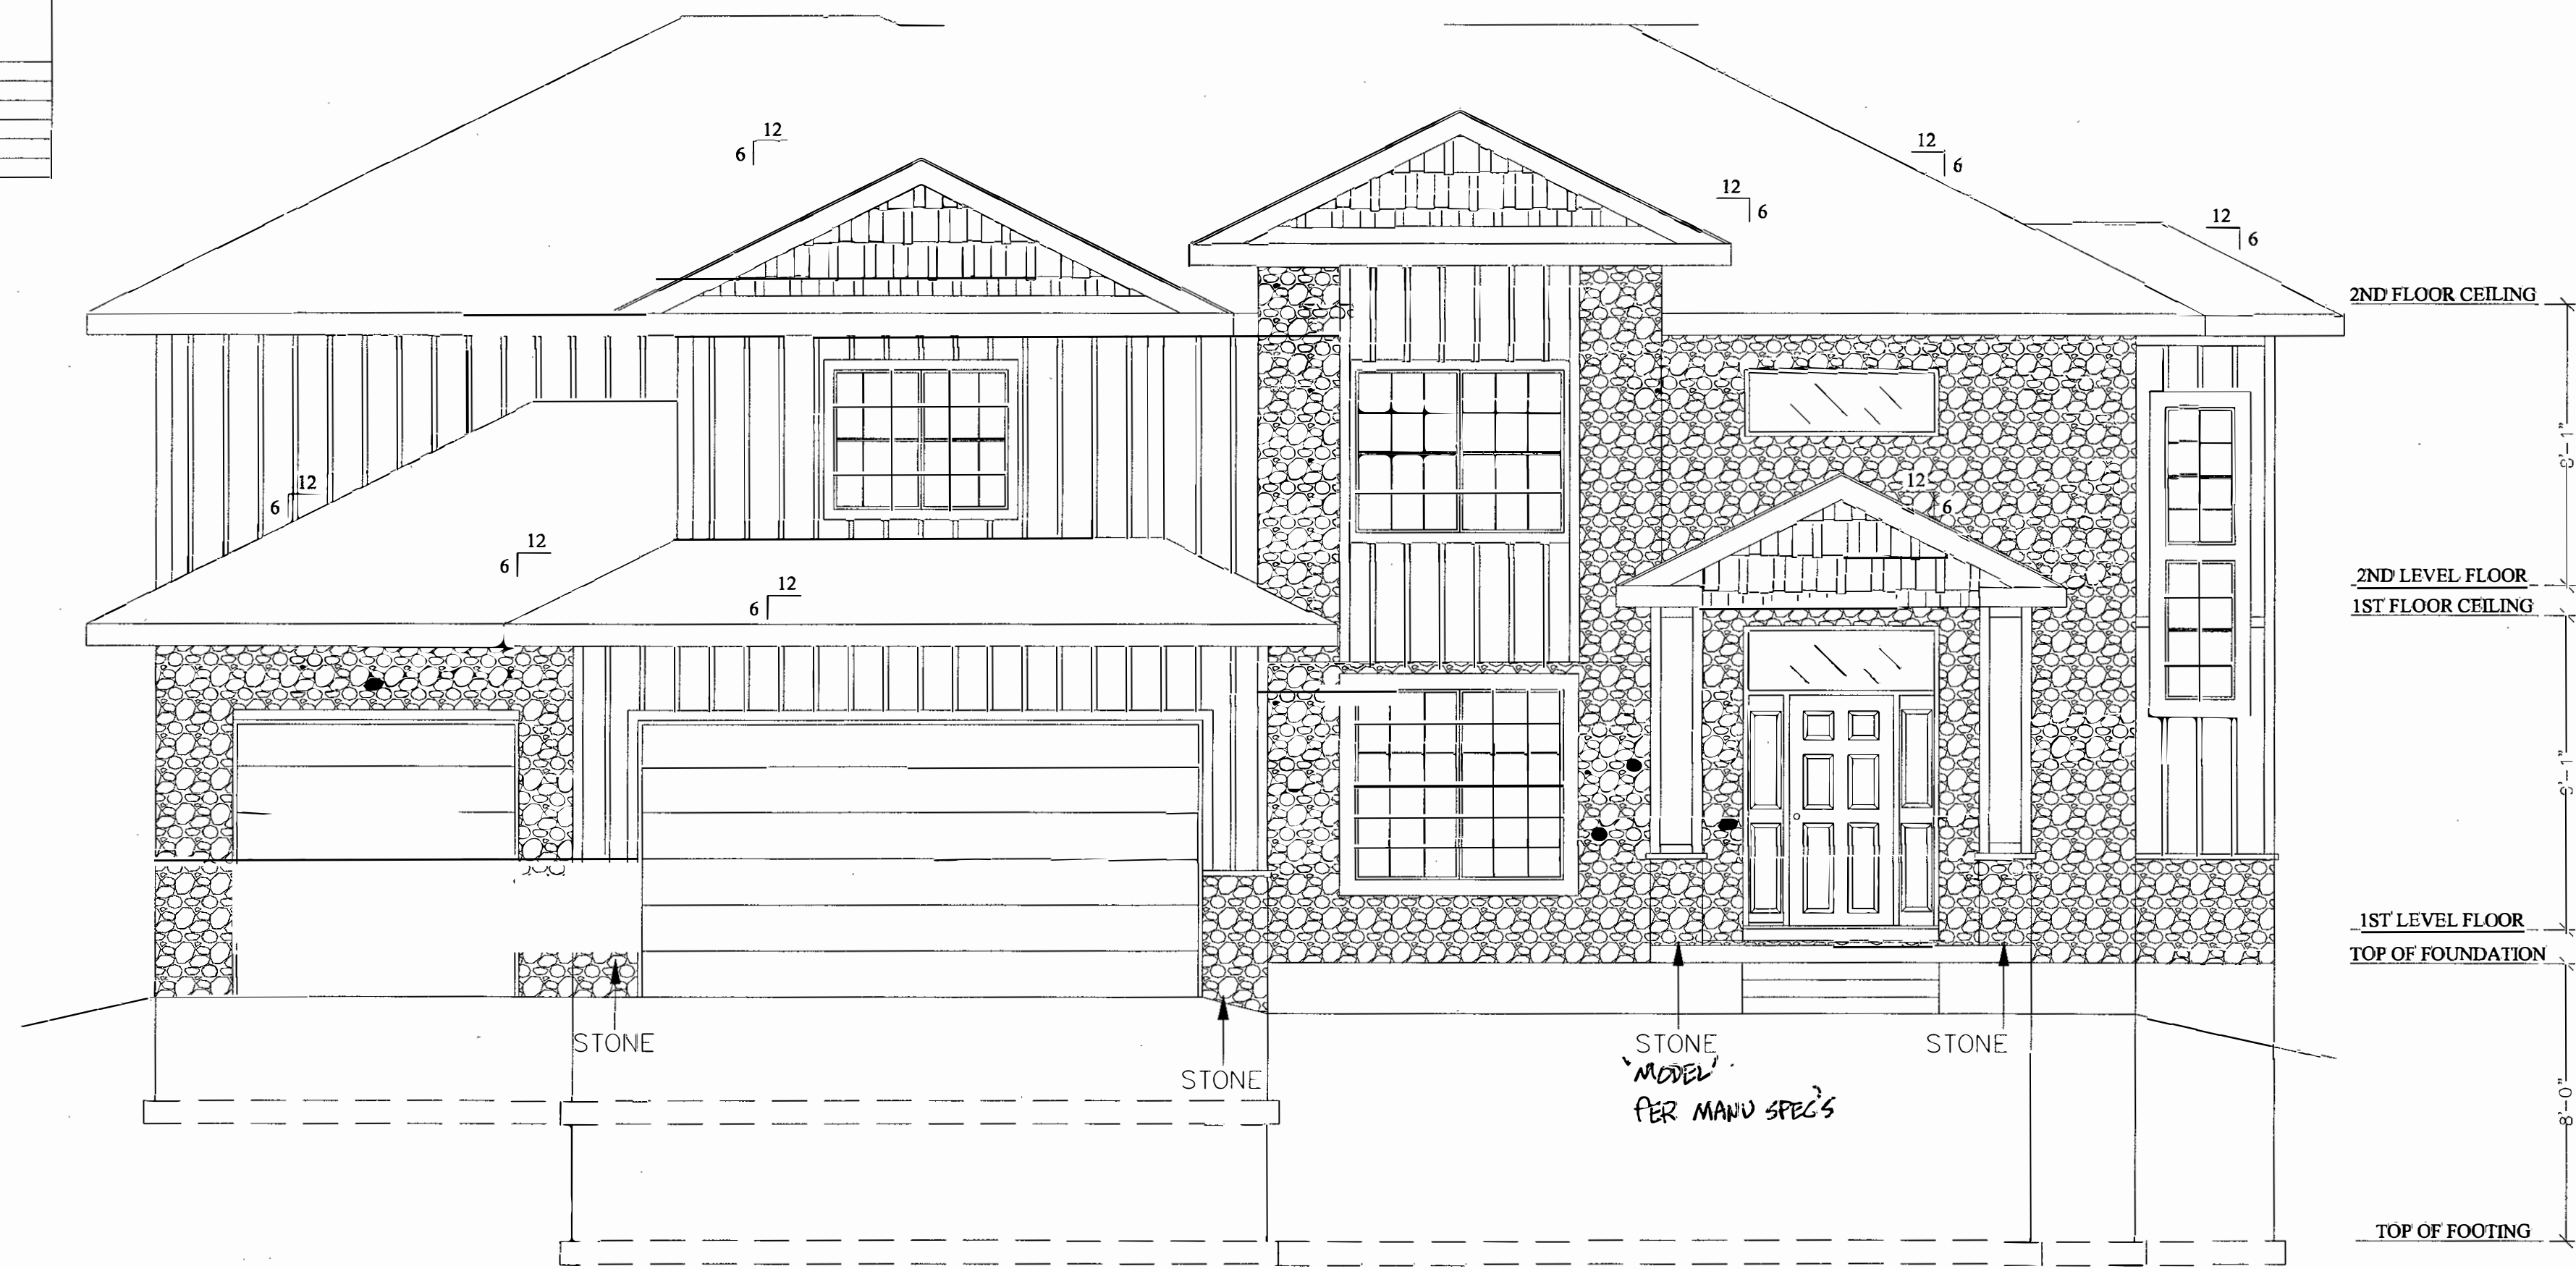 12
6
12
6
12
6
12
6
2ND FLOOR CEILING
8'-1"
12
6
12
6
12
6
12
6
2ND LEVEL FLOOR
1ST FLOOR CEILING
9'-1"
1ST LEVEL FLOOR
TOP OF FOUNDATION
STONE
STONE
STONE
STONE
'MODEL'
PER MANU SPEC'S
8'-0"
TOP OF FOOTING